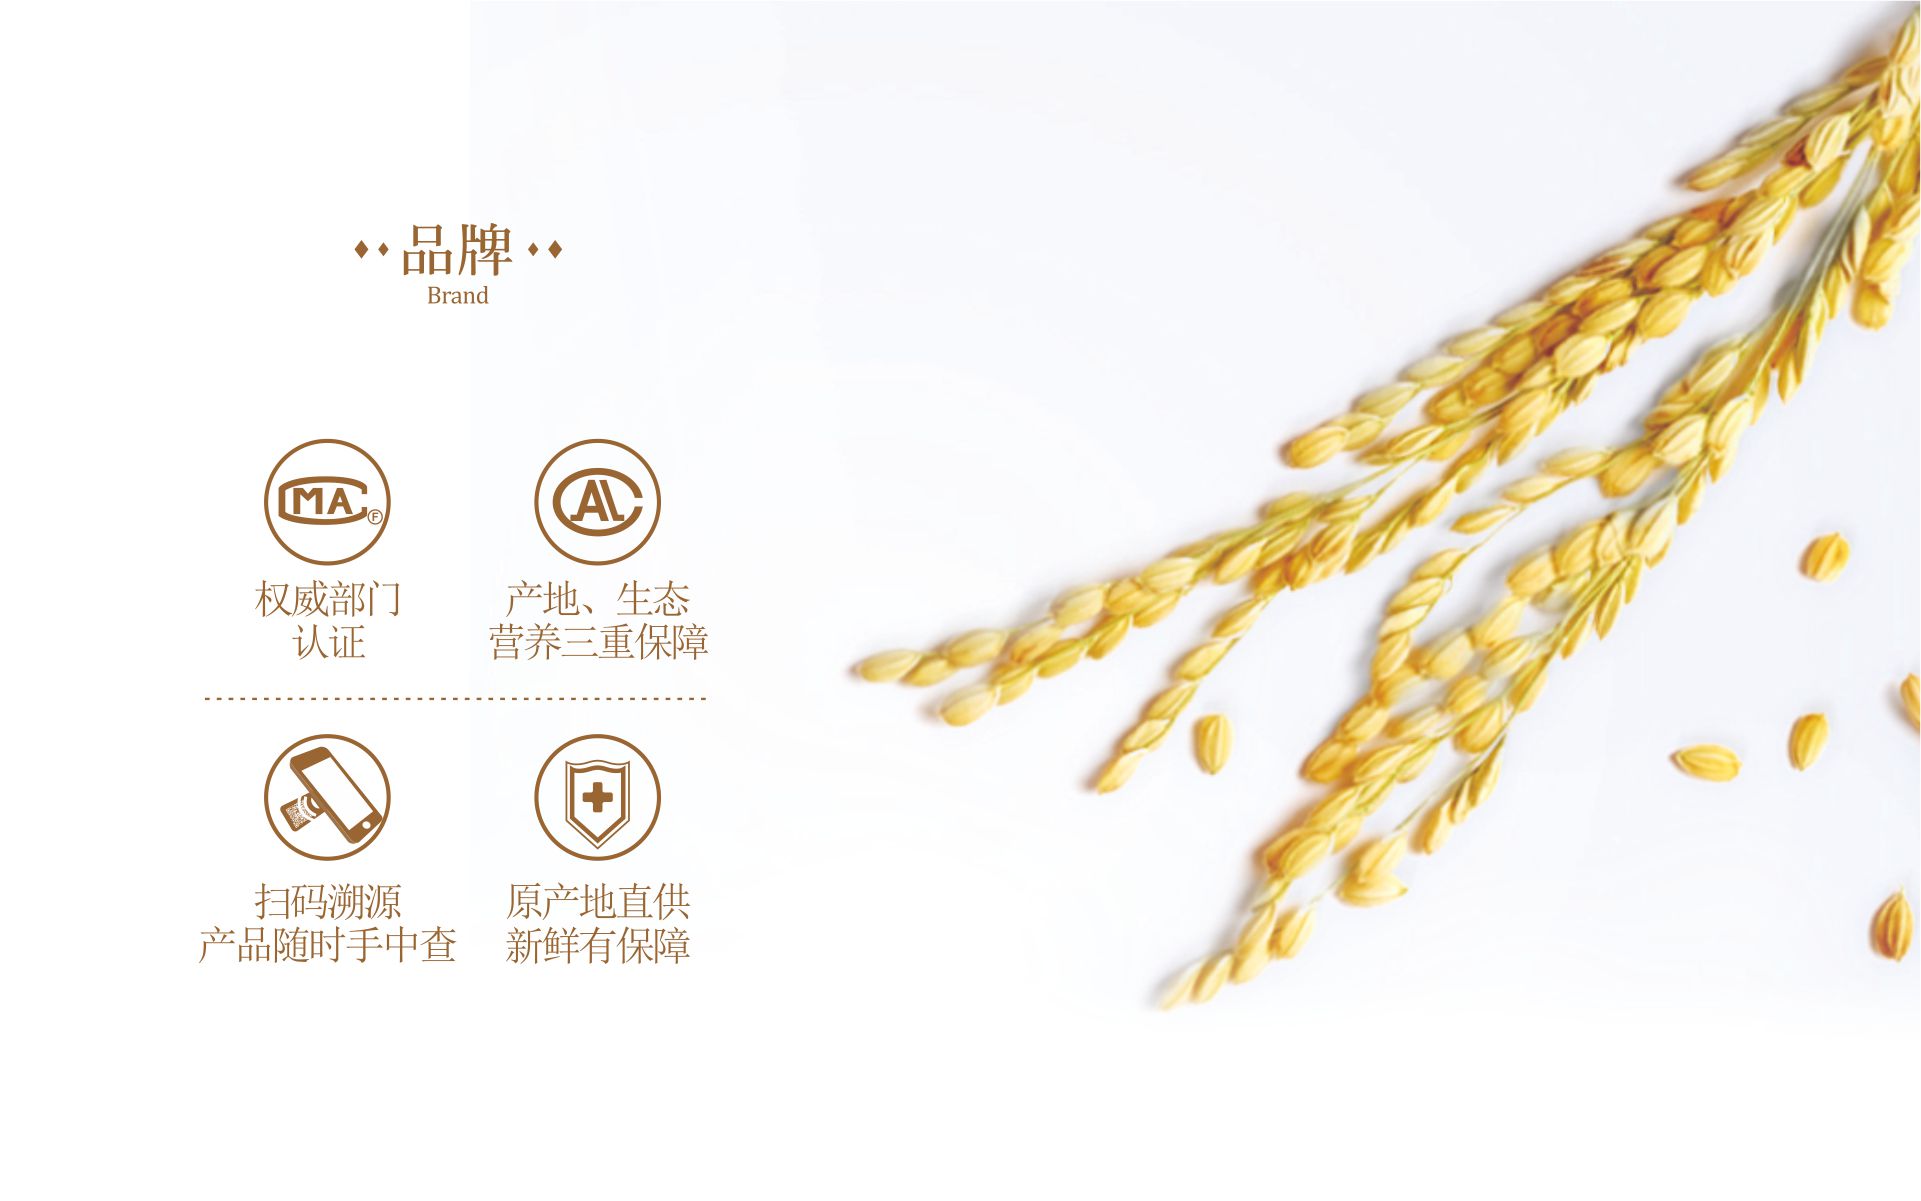 品牌
Brand
CMA
F
CAL
权威部门
认证
产地、生态
营养三重保障
扫码溯源
产品随时手中查
原产地直供
新鲜有保障